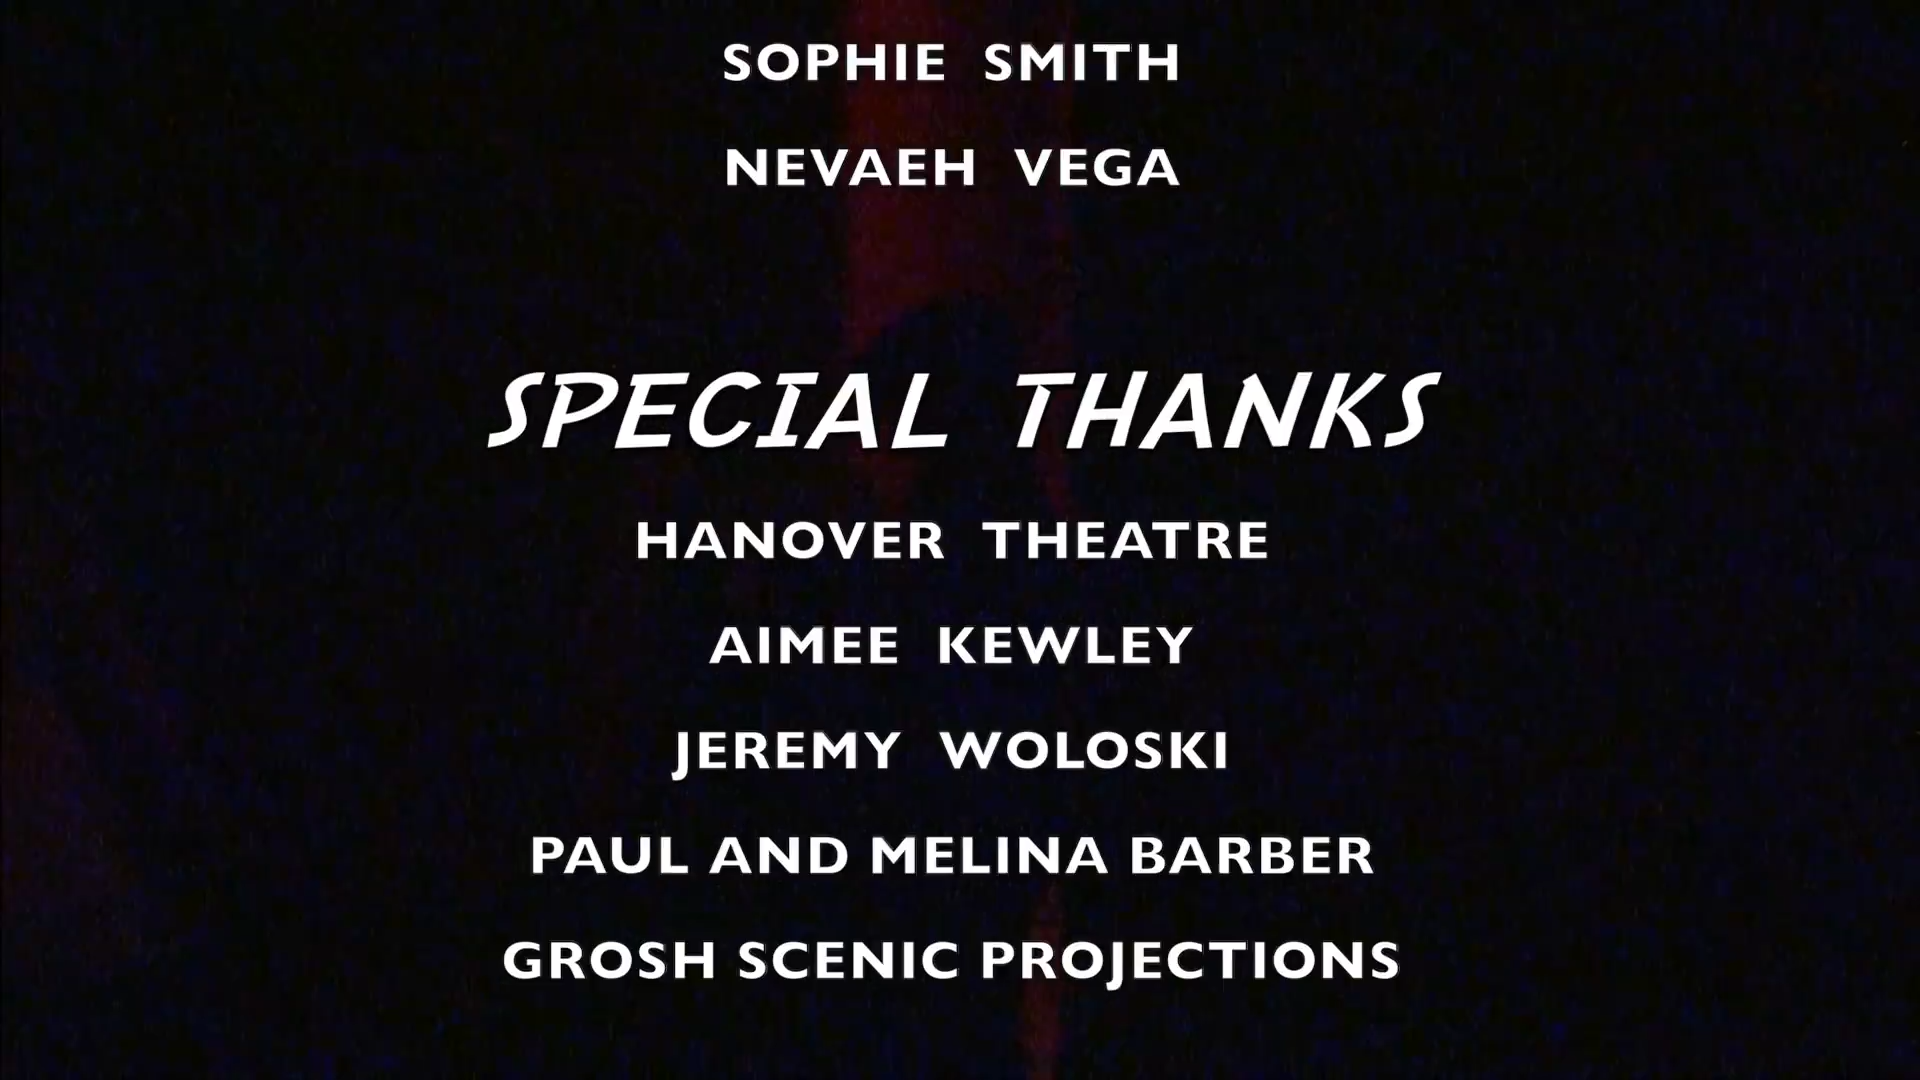 SOPHIE SMITH
NEVAEH VEGA
SPECIAL THANKS
HANOVER THEATRE
AIMEE KEWLEY
JEREMY WOLOSKI
PAUL AND MELINA BARBER
GROSH SCENIC PROJECTIONS